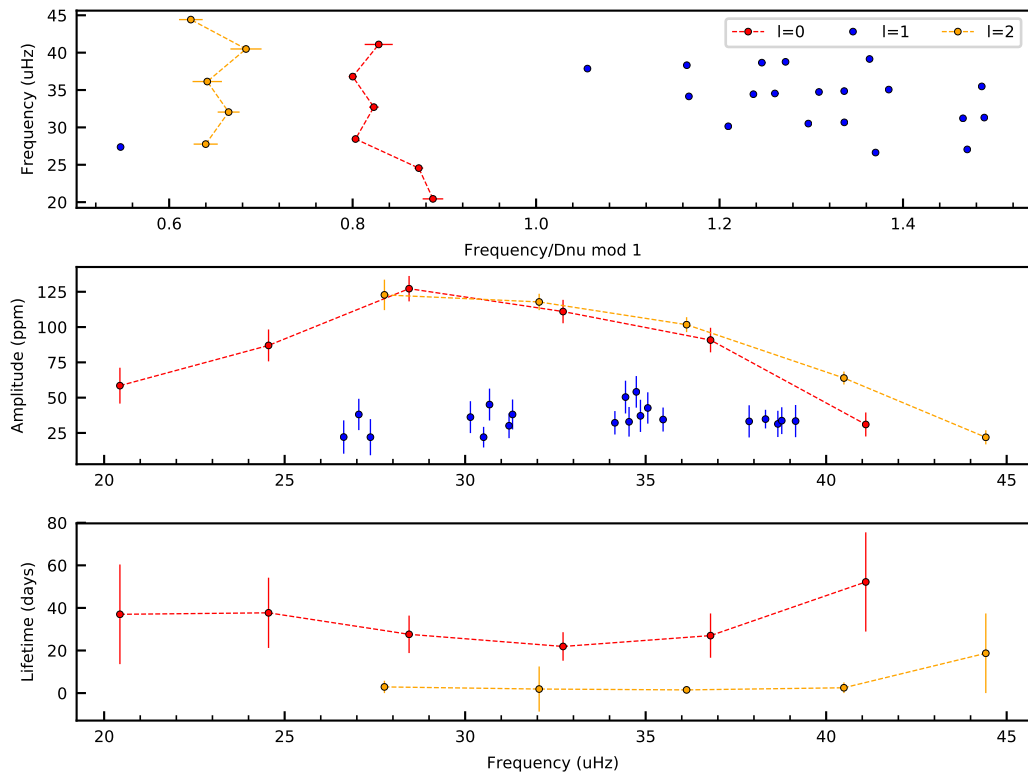 45
40
35
30
25
20
Frequency (uHz)
l=0 l=1 l=2
0.6 0.8 1.0 1.2 1.4
Frequency/Dnu mod 1
125
100
75
50
25
Amplitude (ppm)
20 25 30 35 40 45
80
60
40
20
0
Lifetime (days)
20 25 30 35 40 45
Frequency (uHz)